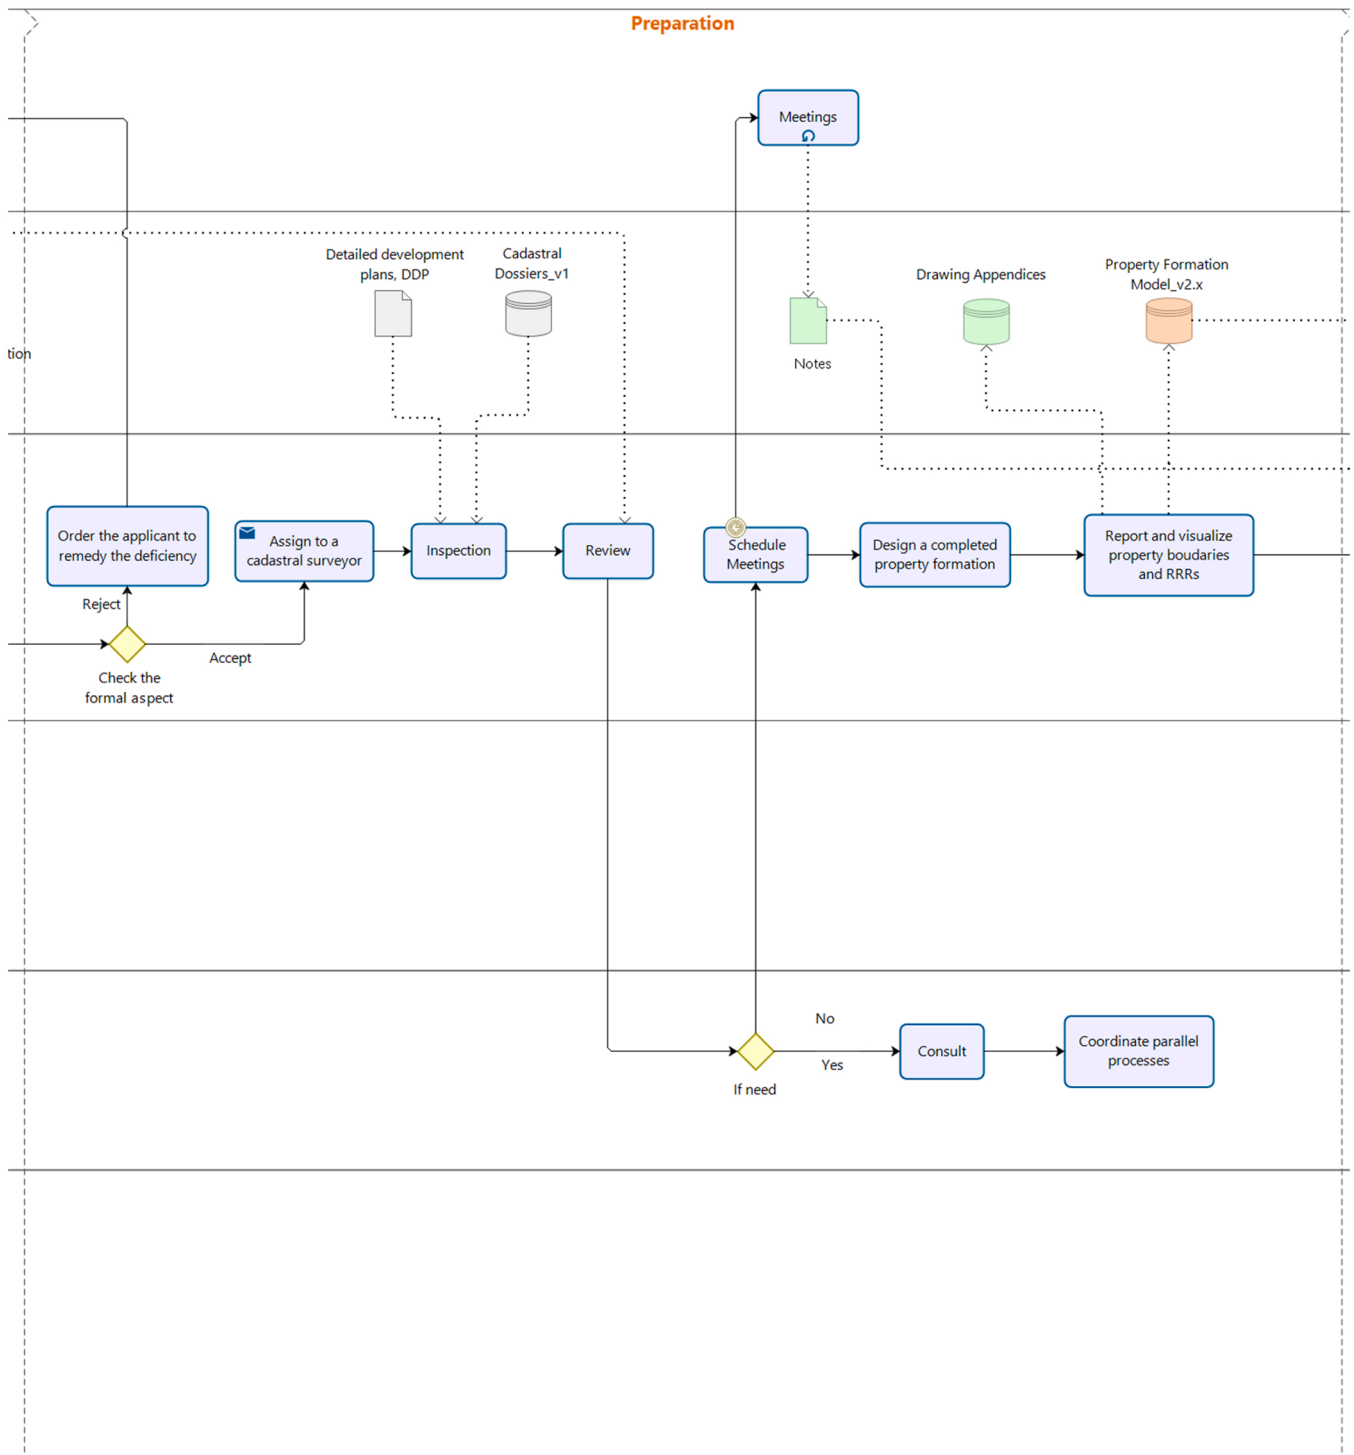 Preparation
Meetings
Detailed development
plans, DDP
Cadastral
Dossiers_v1
Drawing Appendices
Property Formation
Model_v2.x
tion
Notes
Order the applicant to
remedy the deficiency
Assign to a
cadastral surveyor
Inspection
Review
Schedule
Meetings
Design a completed
property formation
Report and visualize
property boudaries
and RRRs
Reject
Accept
Check the
formal aspect
No
Yes
If need
Consult
Coordinate parallel
processes